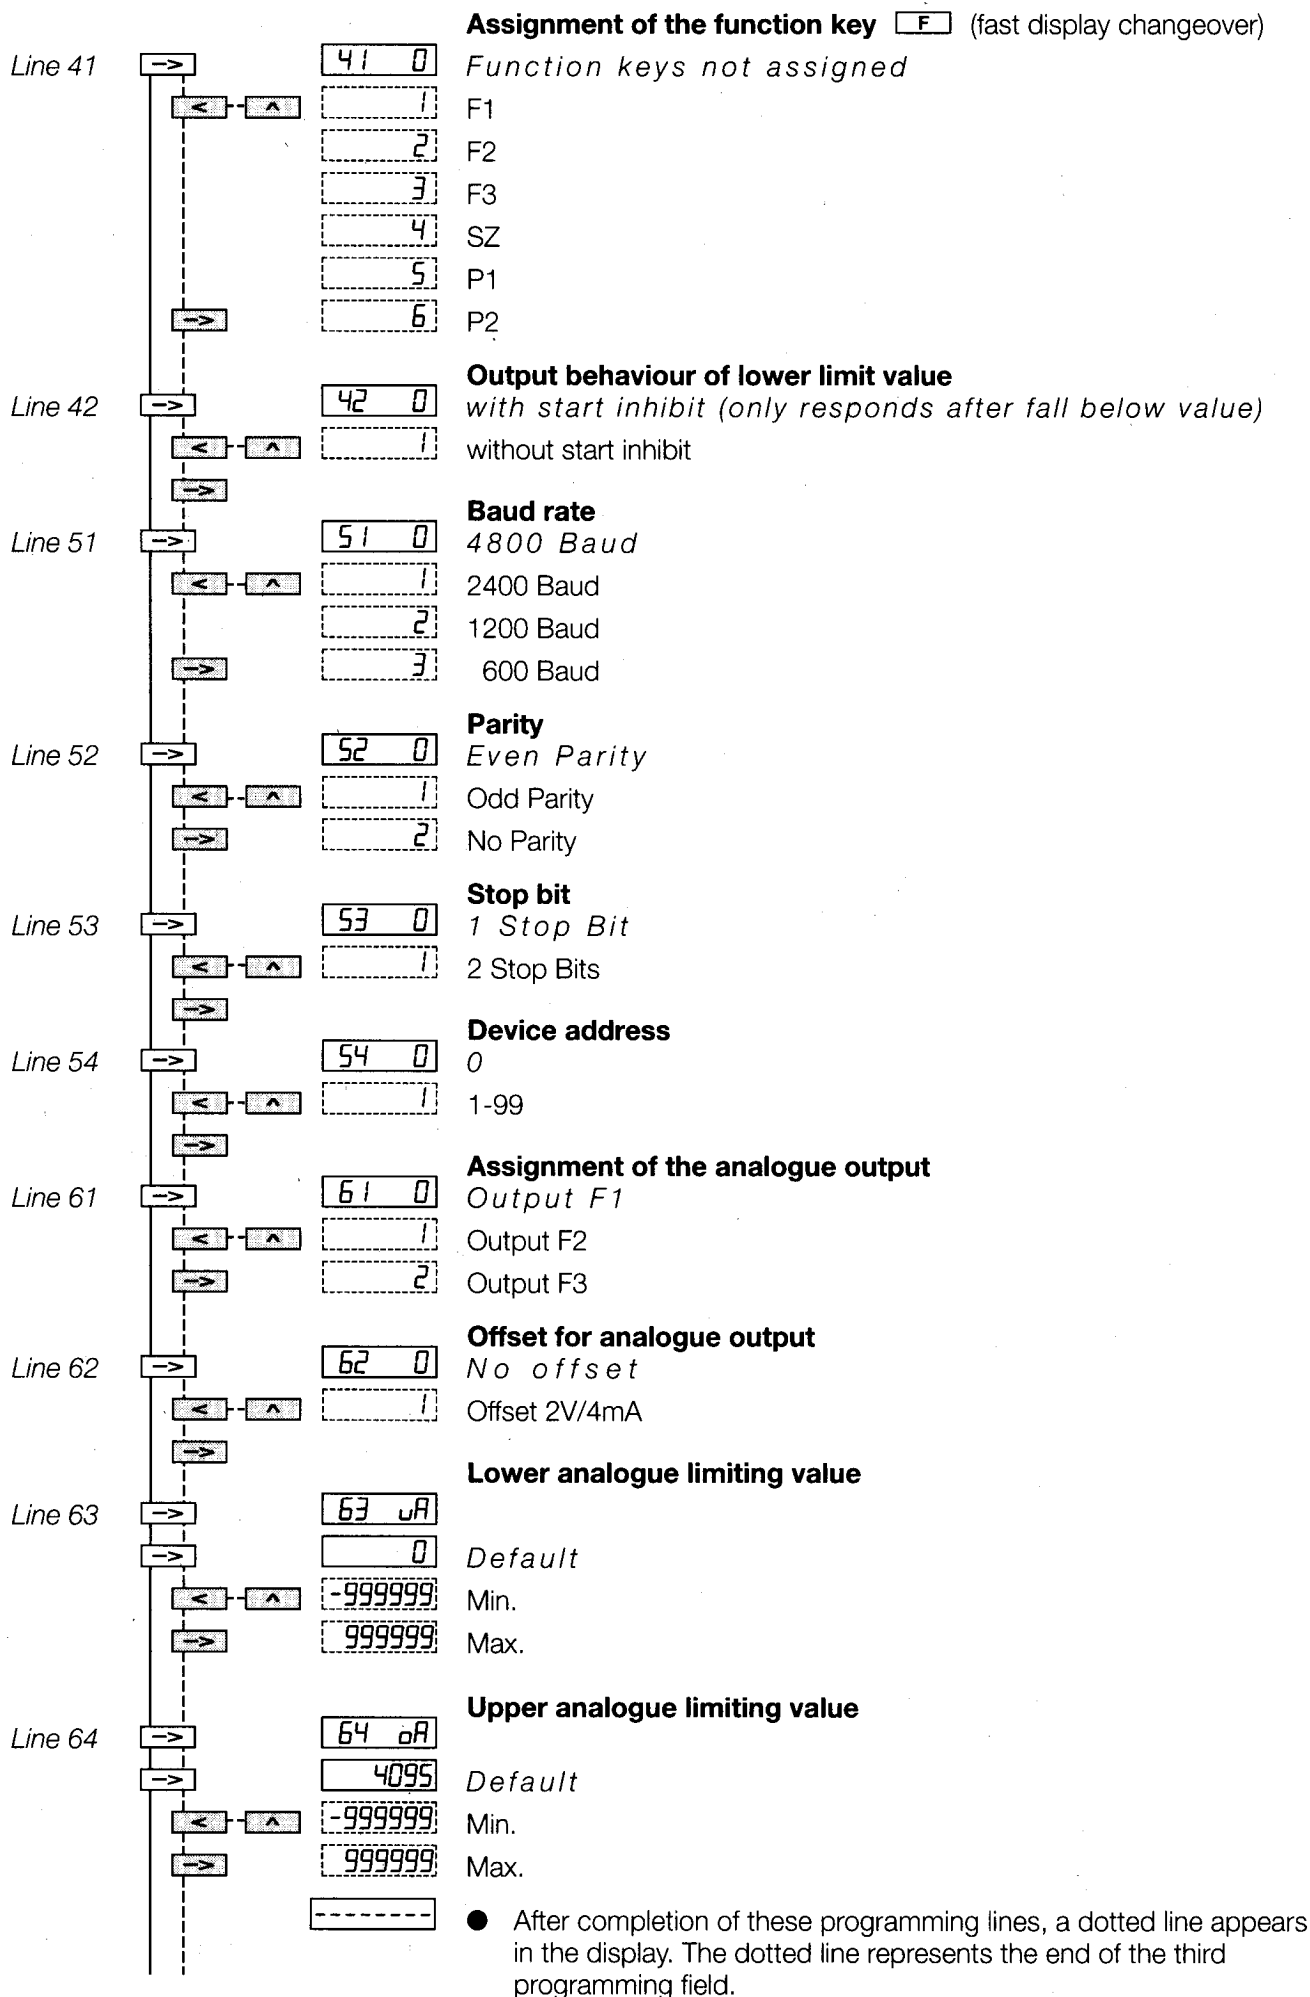 Assignment of the function key F (fast display changeover)
Line 41 -> 41 0 Function keys not assigned
< ^ 1 F1
2 F2
3 F3
4 SZ
5 P1
-> 6 P2
Output behaviour of lower limit value
Line 42 -> 42 0 with start inhibit (only responds after fall below value)
< ^ 1 without start inhibit
->
Baud rate
Line 51 -> 51 0 4800 Baud
< ^ 1 2400 Baud
2 1200 Baud
-> 3 600 Baud
Parity
Line 52 -> 52 0 Even Parity
< ^ 1 Odd Parity
-> 2 No Parity
Stop bit
Line 53 -> 53 0 1 Stop Bit
< ^ 1 2 Stop Bits
->
Device address
Line 54 -> 54 0 0
< ^ 1 1-99
->
Assignment of the analogue output
Line 61 -> 61 0 Output F1
< ^ 1 Output F2
-> 2 Output F3
Offset for analogue output
Line 62 -> 62 0 No offset
< ^ 1 Offset 2V/4mA
->
Lower analogue limiting value
Line 63 -> 63 uA
-> 0 Default
< ^ -999999 Min.
-> 999999 Max.
Upper analogue limiting value
Line 64 -> 64 oA
-> 4095 Default
< ^ -999999 Min.
-> 999999 Max.
--------
● After completion of these programming lines, a dotted line appears
in the display. The dotted line represents the end of the third
programming field.